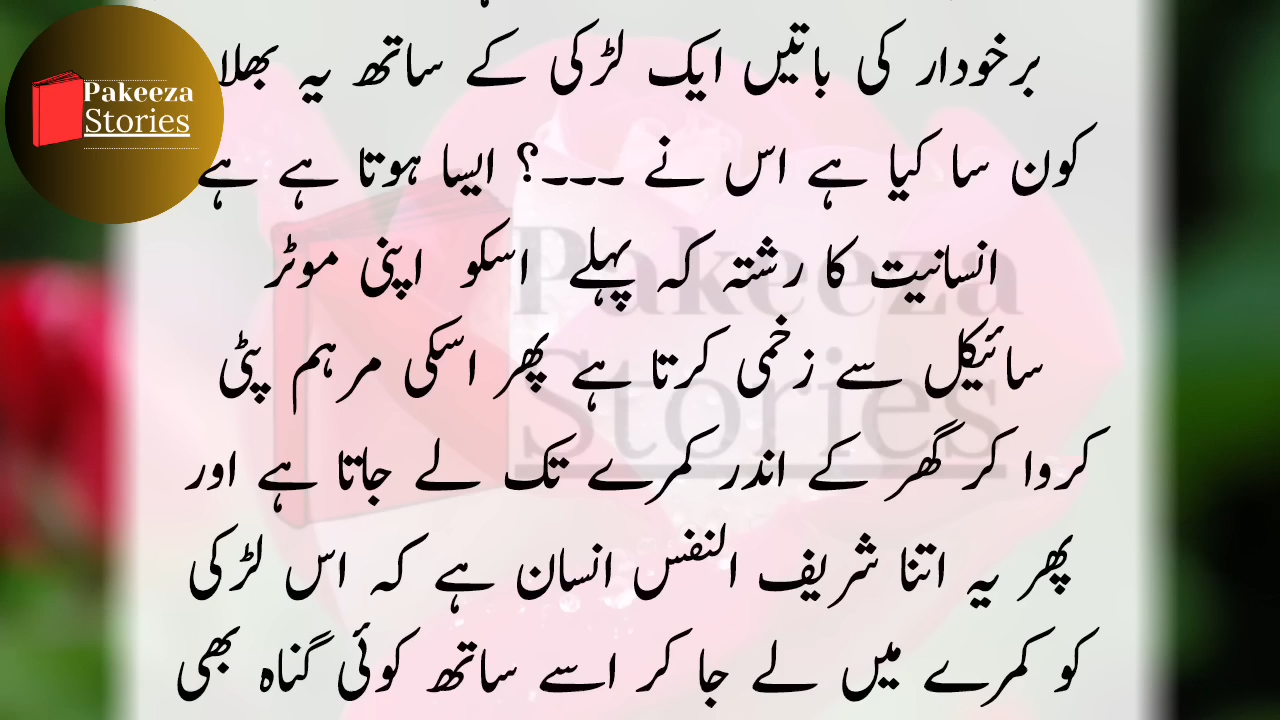 Pakeeza
Stories
برخودار کی باتیں ایک لڑکی کے ساتھ یہ بھلا
کون سا کیا ہے اس نے ۔۔۔؟ ایسا ہوتا ہے ہے
انسانیت کا رشتہ کہ پہلے اسکو اپنی موٹر
سائیکل سے زخمی کرتا ہے پھر اسکی مرہم پٹی
کروا کر گھر کے اندر کمرے تک لے جاتا ہے اور
پھر یہ اتنا شریف النفس انسان ہے کہ اس لڑکی
کو کمرے میں لے جا کر اسے ساتھ کوئی گناہ بھی
Pakeeza
Stories